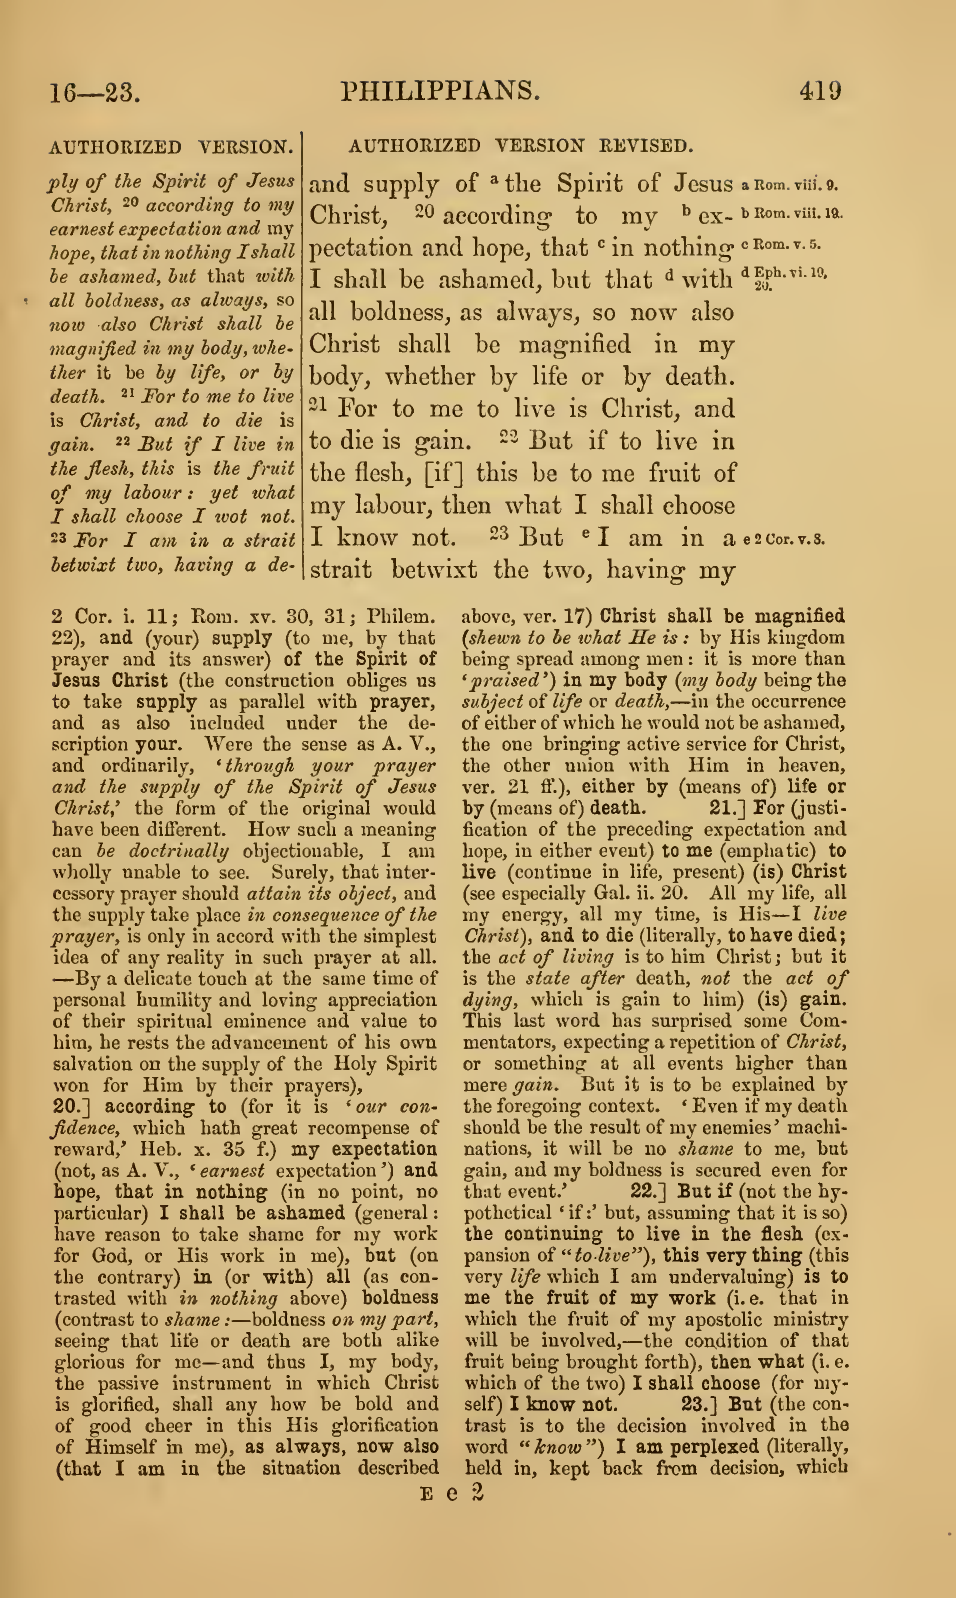 16—23.
PHILIPPIANS.
419
AUTHORIZED VERSION.
ply of the Spirit of Jesus
Christ, 20 according to my
earnest expectation and my
hope, that in nothing I shall
be ashamed, but that with
all boldness, as always, so
now also Christ shall be
magnified in my body, whe-
ther it be by life, or by
death. 21 For to me to live
is Christ, and to die is
gain. 22 But if I live in
the flesh, this is the fruit
of my labour: yet what
I shall choose I wot not.
23 For I am in a strait
betwixt two, having a de-
AUTHORIZED VERSION REVISED.
and supply of a the Spirit of Jesus
Christ, 20 according to my b ex-
pectation and hope, that c in nothing
I shall be ashamed, but that d with
all boldness, as always, so now also
Christ shall be magnified in my
body, whether by life or by death.
21 For to me to live is Christ, and
to die is gain. 22 But if to live in
the flesh, [if] this be to me fruit of
my labour, then what I shall choose
I know not. 23 But e I am in a
strait betwixt the two, having my
a Rom. viii. 9.
b Rom. viii. 19.
c Rom. v. 5.
d Eph. vi. 19,
20.
e 2 Cor. v. 8.
2 Cor. i. 11; Rom. xv. 30, 31; Philem.
22), and (your) supply (to me, by that
prayer and its answer) of the Spirit of
Jesus Christ (the construction obliges us
to take supply as parallel with prayer,
and as also included under the de-
scription your. Were the sense as A. V.,
and ordinarily, ‘through your prayer
and the supply of the Spirit of Jesus
Christ,’ the form of the original would
have been different. How such a meaning
can be doctrinally objectionable, I am
wholly unable to see. Surely, that inter-
cessory prayer should attain its object, and
the supply take place in consequence of the
prayer, is only in accord with the simplest
idea of any reality in such prayer at all.
—By a delicate touch at the same time of
personal humility and loving appreciation
of their spiritual eminence and value to
him, he rests the advancement of his own
salvation on the supply of the Holy Spirit
won for Him by their prayers),
20.] according to (for it is ‘our con-
fidence, which hath great recompense of
reward,’ Heb. x. 35 f.) my expectation
(not, as A. V., ‘earnest expectation’) and
hope, that in nothing (in no point, no
particular) I shall be ashamed (general:
have reason to take shame for my work
for God, or His work in me), but (on
the contrary) in (or with) all (as con-
trasted with in nothing above) boldness
(contrast to shame:—boldness on my part,
seeing that life or death are both alike
glorious for me—and thus I, my body,
the passive instrument in which Christ
is glorified, shall any how be bold and
of good cheer in this His glorification
of Himself in me), as always, now also
(that I am in the situation described
above, ver. 17) Christ shall be magnified
(shewn to be what He is: by His kingdom
being spread among men: it is more than
‘praised’) in my body (my body being the
subject of life or death,—in the occurrence
of either of which he would not be ashamed,
the one bringing active service for Christ,
the other union with Him in heaven,
ver. 21 ff.), either by (means of) life or
by (means of) death. 21.] For (justi-
fication of the preceding expectation and
hope, in either event) to me (emphatic) to
live (continue in life, present) (is) Christ
(see especially Gal. ii. 20. All my life, all
my energy, all my time, is His—I live
Christ), and to die (literally, to have died;
the act of living is to him Christ; but it
is the state after death, not the act of
dying, which is gain to him) (is) gain.
This last word has surprised some Com-
mentators, expecting a repetition of Christ,
or something at all events higher than
mere gain. But it is to be explained by
the foregoing context. ‘Even if my death
should be the result of my enemies’ machi-
nations, it will be no shame to me, but
gain, and my boldness is secured even for
that event.’ 22.] But if (not the hy-
pothetical ‘if:’ but, assuming that it is so)
the continuing to live in the flesh (ex-
pansion of “to live”), this very thing (this
very life which I am undervaluing) is to
me the fruit of my work (i. e. that in
which the fruit of my apostolic ministry
will be involved,—the condition of that
fruit being brought forth), then what (i. e.
which of the two) I shall choose (for my-
self) I know not. 23.] But (the con-
trast is to the decision involved in the
word “know”) I am perplexed (literally,
held in, kept back from decision, which
E e 2